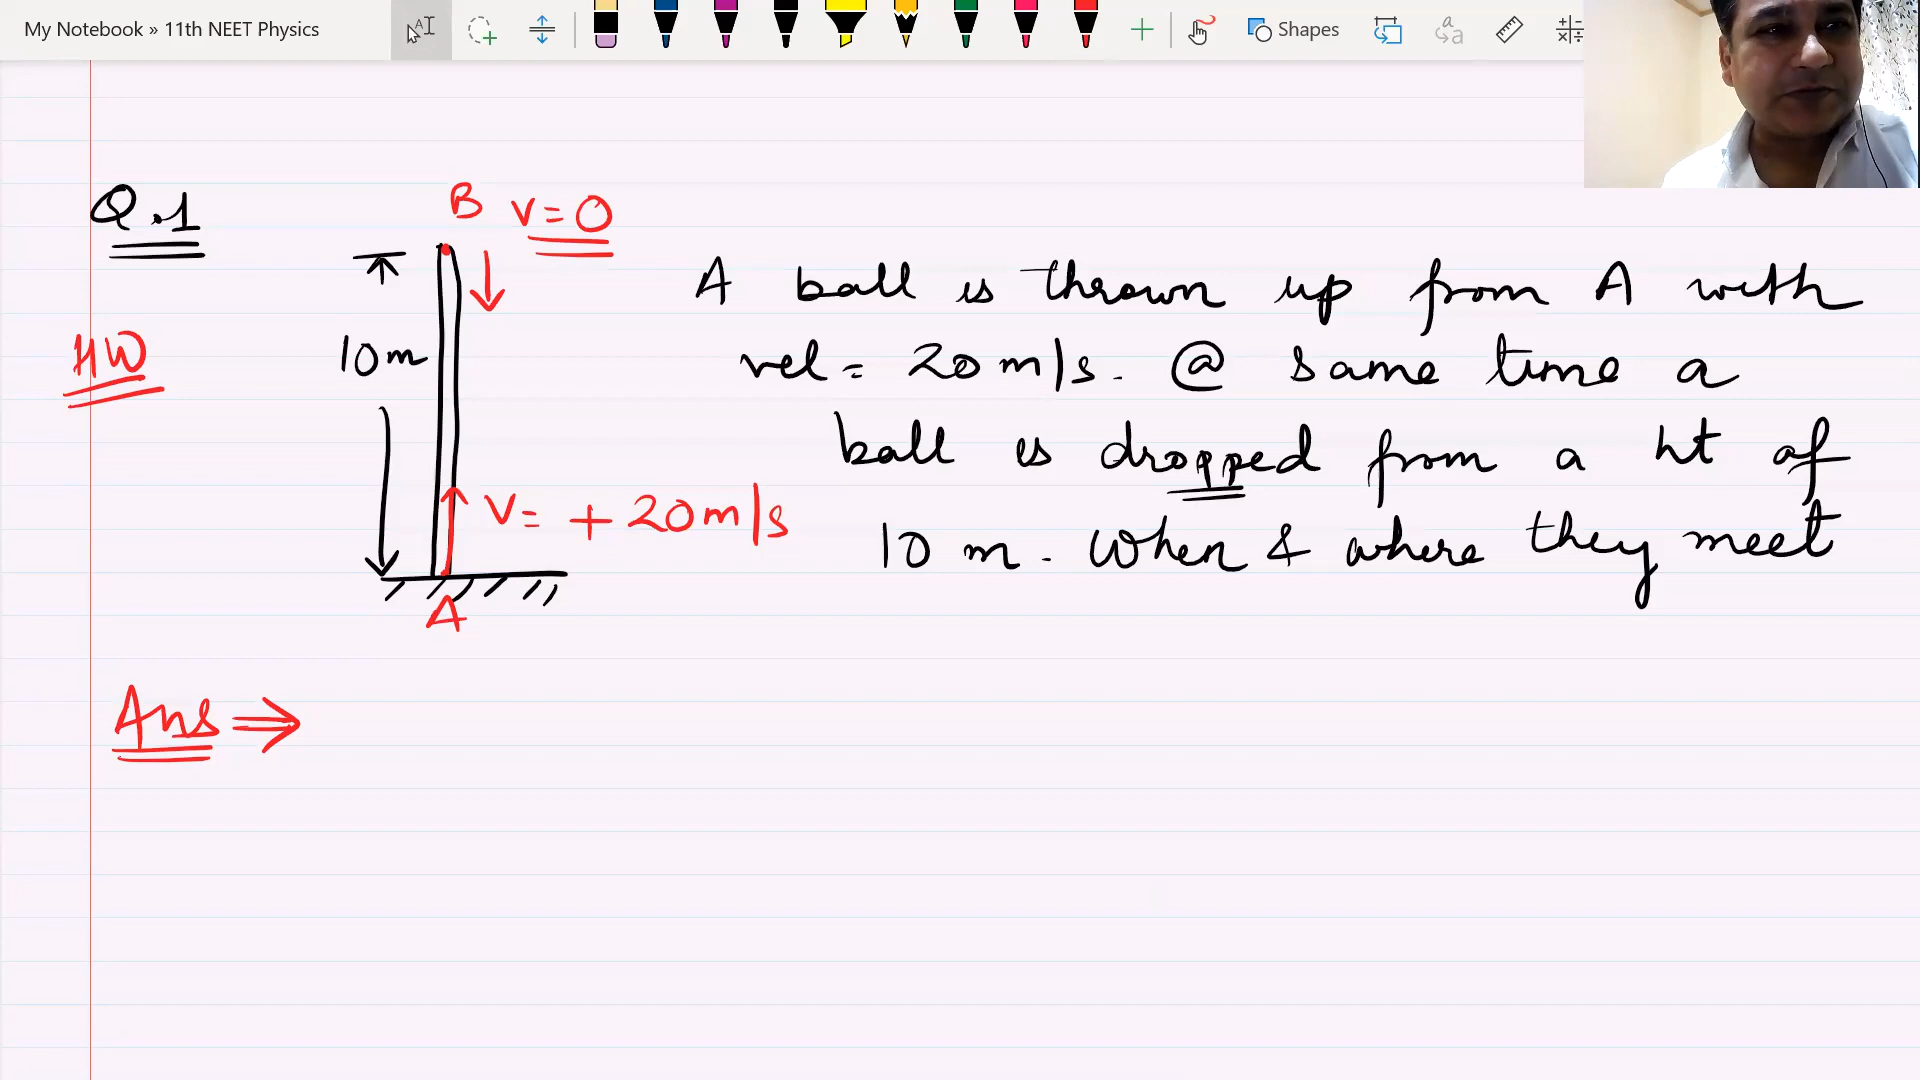 My Notebook » 11th NEET Physics
Shapes
Q.1
B v=0
A ball is thrown up from A with
HW
10m
vel = 20 m/s. @ same time a
ball is dropped from a ht of
V= + 20m/s
10 m. When & where they meet
A
Ans ⇒